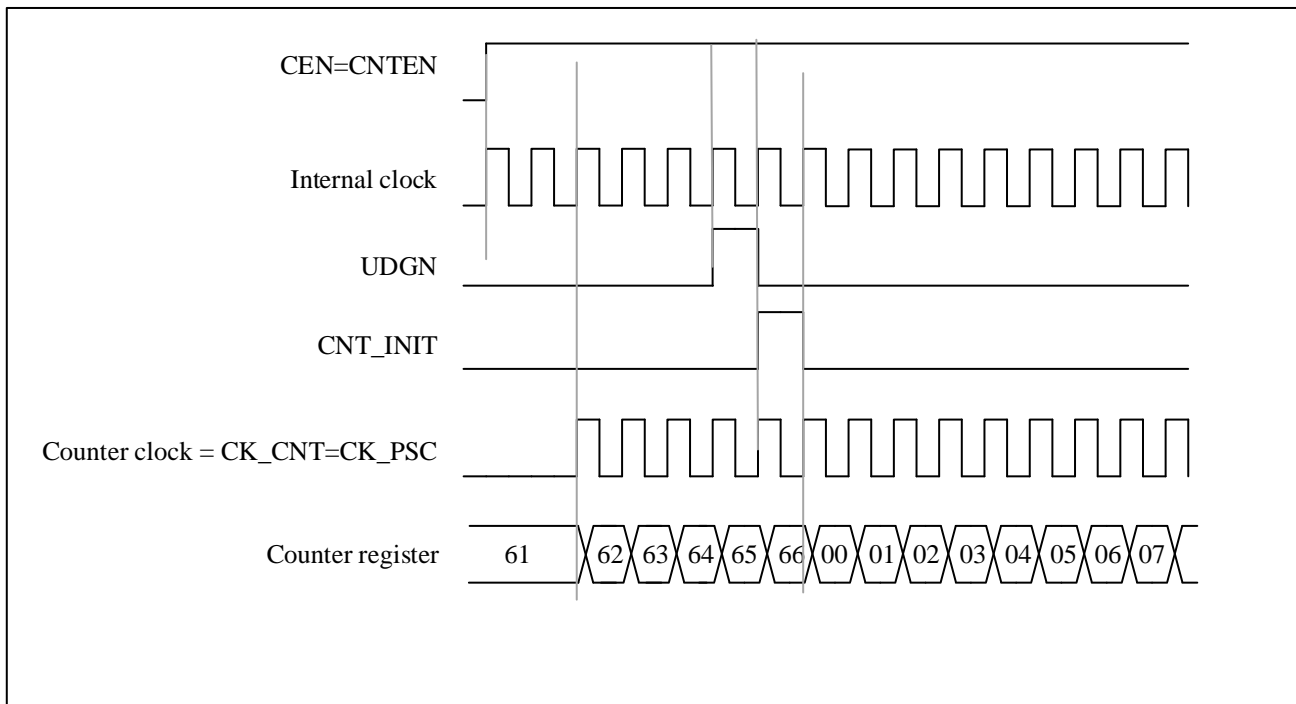 CEN=CNTEN
Internal clock
UDGN
CNT_INIT
Counter clock = CK_CNT=CK_PSC
Counter register 61 62 63 64 65 66 00 01 02 03 04 05 06 07